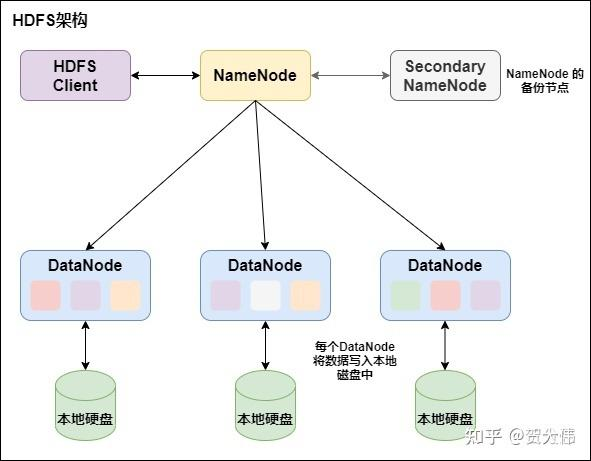 HDFS架构
HDFS
Client
NameNode
Secondary
NameNode
NameNode 的
备份节点
DataNode
DataNode
DataNode
每个DataNode
将数据写入本地
磁盘中
本地硬盘
本地硬盘
本地硬盘
知乎 @贺大伟